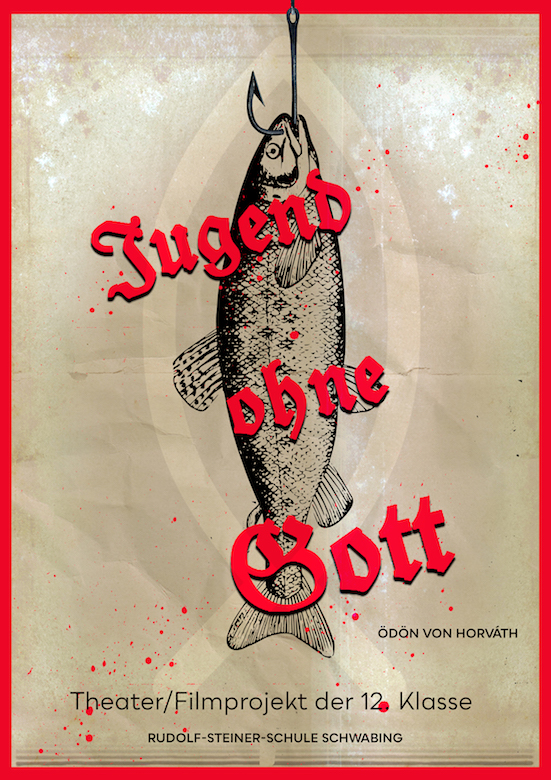 Jugend
ohne
Gott
ÖDÖN VON HORVÁTH
Theater/Filmprojekt der 12. Klasse
RUDOLF-STEINER-SCHULE SCHWABING